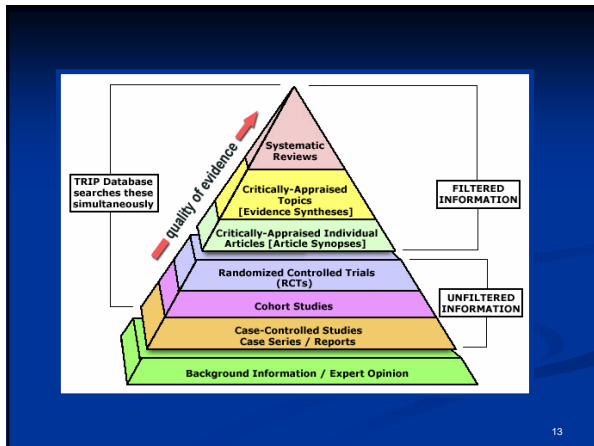 Systematic
Reviews
quality of evidence
TRIP Database
searches these
simultaneously
Critically-Appraised
Topics
[Evidence Syntheses]
FILTERED
INFORMATION
Critically-Appraised Individual
Articles [Article Synopses]
Randomized Controlled Trials
(RCTs)
UNFILTERED
INFORMATION
Cohort Studies
Case-Controlled Studies
Case Series / Reports
Background Information / Expert Opinion
13